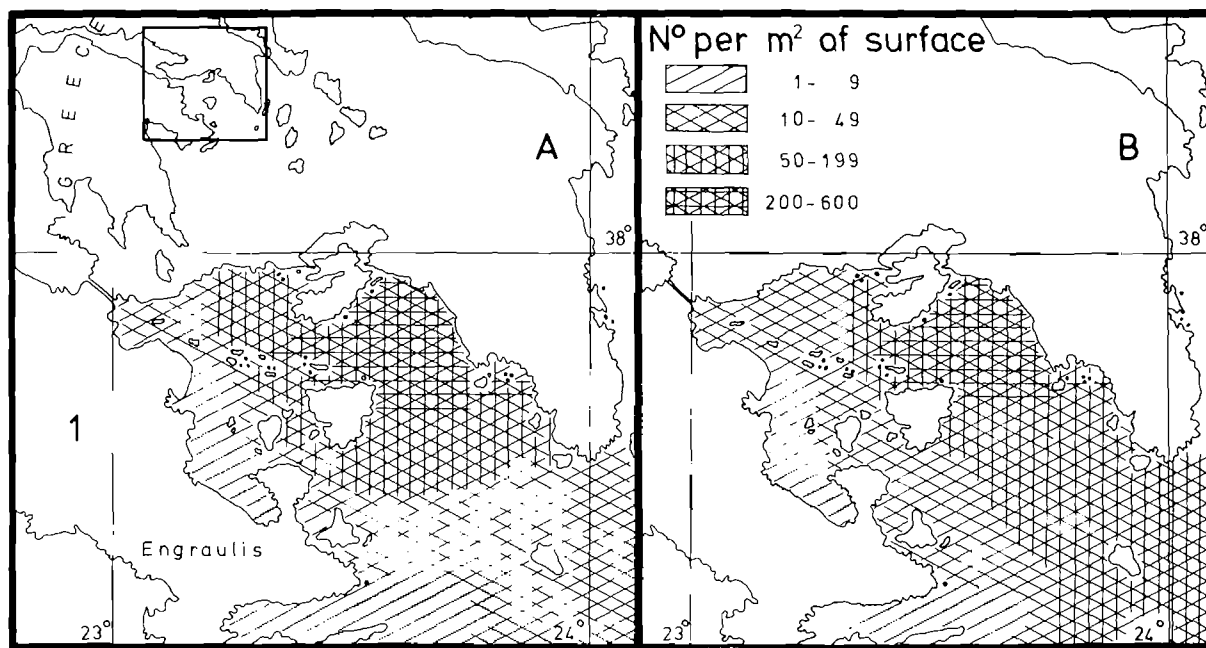 GREECE
A
1
Engraulis
38°
23°
24°
N° per m² of surface
1 - 9
10 - 49
50 - 199
200 - 600
B
38°
23°
24°